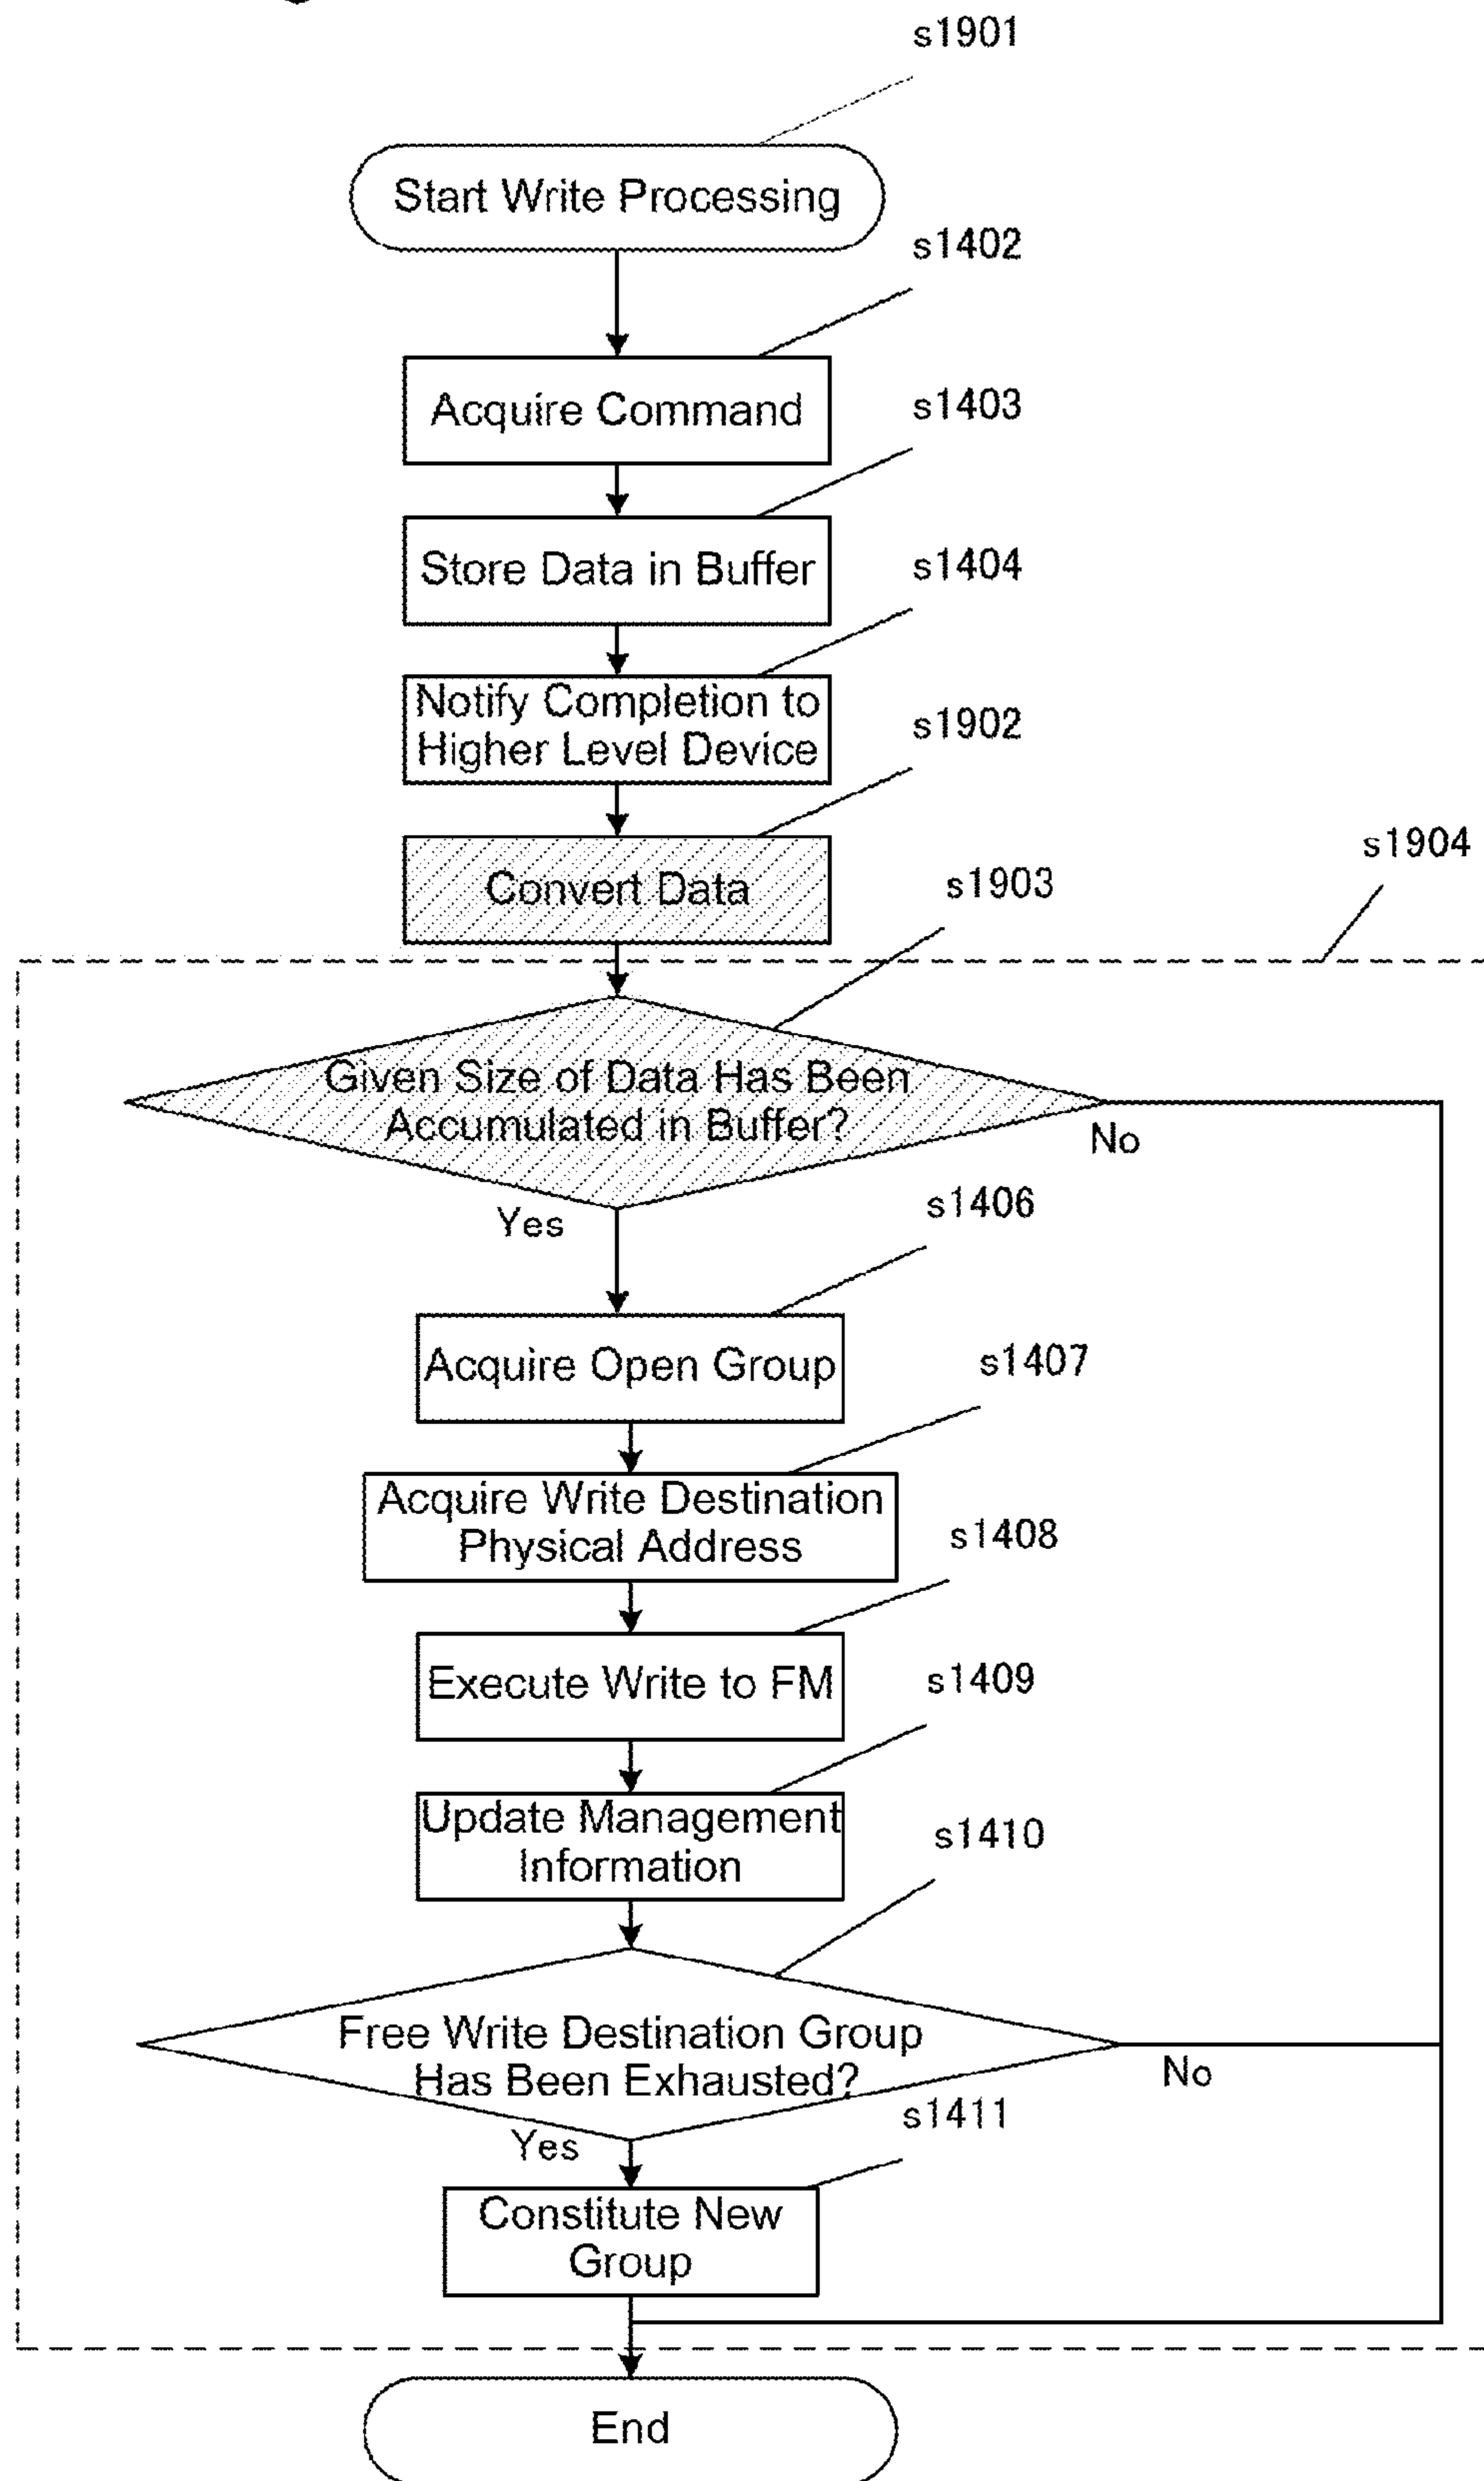 s1901
Start Write Processing
s1402
Acquire Command
s1403
Store Data in Buffer
s1404
Notify Completion to
Higher Level Device
s1902
Convert Data
s1904
s1903
Given Size of Data Has Been
Accumulated in Buffer?
No
Yes
s1406
Acquire Open Group
s1407
Acquire Write Destination
Physical Address
s1408
Execute Write to FM
s1409
Update Management
Information
s1410
Free Write Destination Group
Has Been Exhausted?
No
Yes
s1411
Constitute New
Group
End